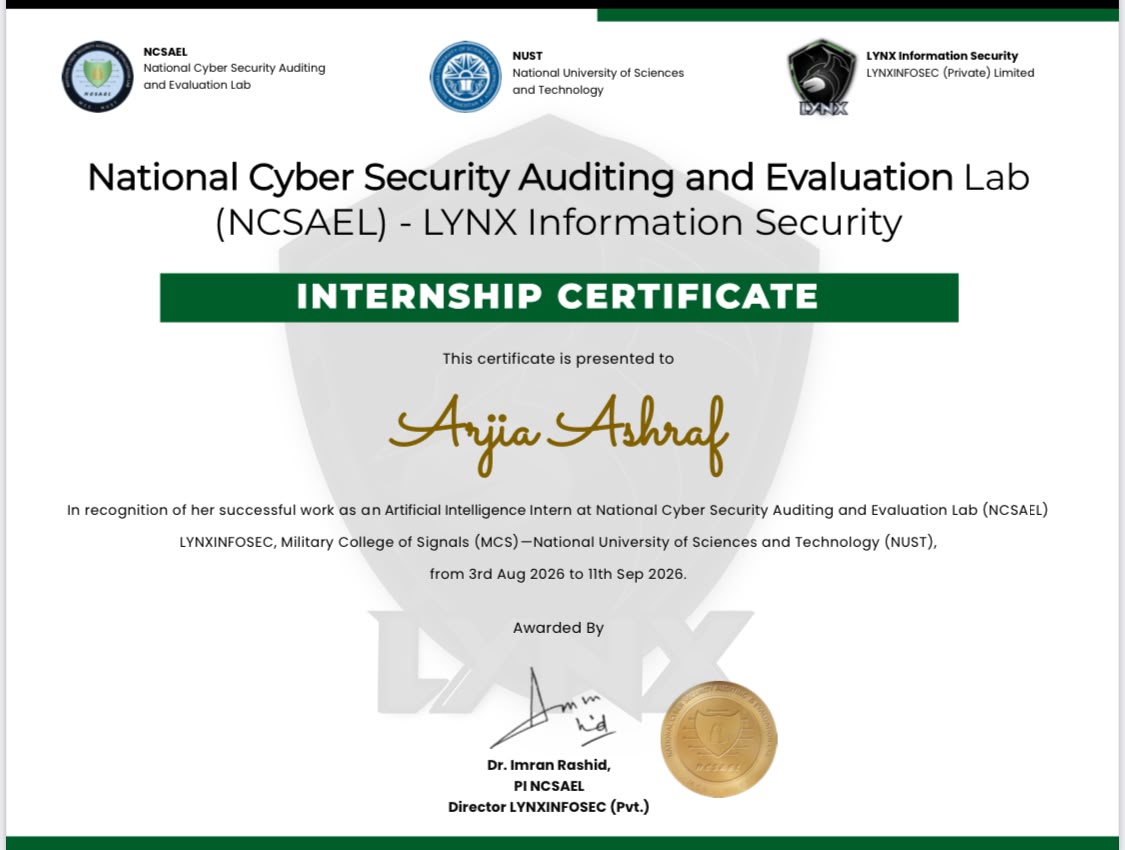 NCSAEL
National Cyber Security Auditing
and Evaluation Lab
NUST
National University of Sciences
and Technology
LYNX Information Security
LYNXINFOSEC (Private) Limited
LYNX
National Cyber Security Auditing and Evaluation Lab
(NCSAEL) - LYNX Information Security
INTERNSHIP CERTIFICATE
This certificate is presented to
Arjia Ashraf
In recognition of her successful work as an Artificial Intelligence Intern at National Cyber Security Auditing and Evaluation Lab (NCSAEL)
LYNXINFOSEC, Military College of Signals (MCS)—National University of Sciences and Technology (NUST),
from 3rd Aug 2026 to 11th Sep 2026.
Awarded By
LYNX
Dr. Imran Rashid,
PI NCSAEL
Director LYNXINFOSEC (Pvt.)
NCSAEL